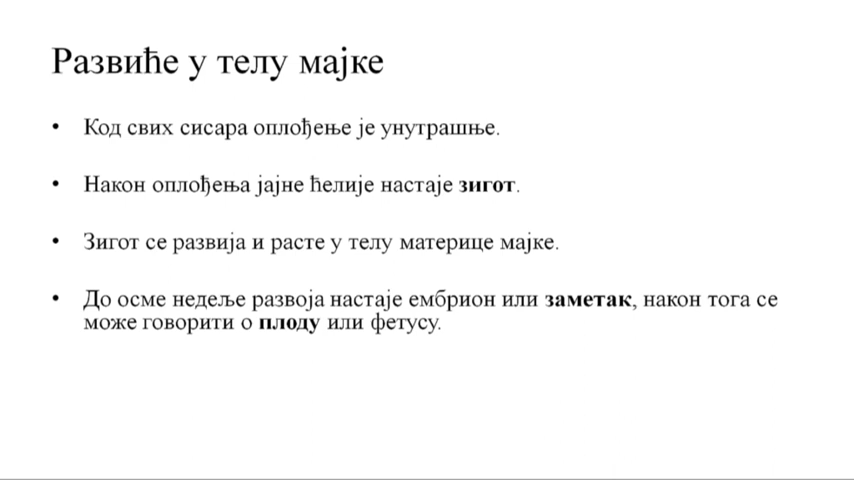 Развиће у телу мајке
• Код свих сисара оплођење је унутрашње.
• Након оплођења јајне ћелије настаје зигот.
• Зигот се развија и расте у телу материце мајке.
• До осме недеље развоја настаје ембрион или заметак, након тога се
може говорити о плоду или фетусу.